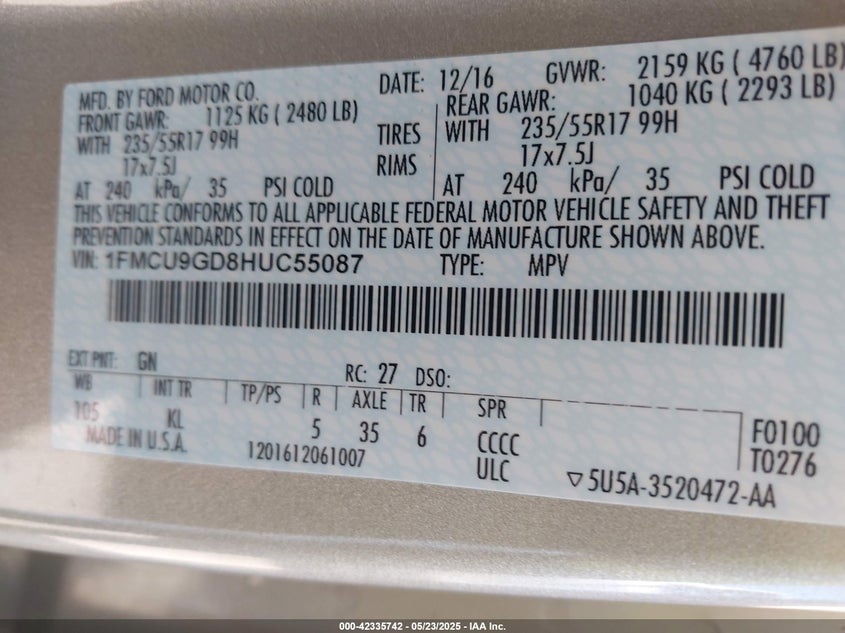 MFD. BY FORD MOTOR CO. DATE: 12/16 GVWR: 2159 KG ( 4760 LB)
FRONT GAWR: 1125 KG ( 2480 LB) REAR GAWR: 1040 KG ( 2293 LB)
WITH 235/55R17 99H TIRES WITH 235/55R17 99H
17x7.5J RIMS 17x7.5J
AT 240 kPa/ 35 PSI COLD AT 240 kPa/ 35 PSI COLD
THIS VEHICLE CONFORMS TO ALL APPLICABLE FEDERAL MOTOR VEHICLE SAFETY AND THEFT
PREVENTION STANDARDS IN EFFECT ON THE DATE OF MANUFACTURE SHOWN ABOVE.
VIN: 1FMCU9GD8HUC55087 TYPE: MPV
EXT PNT: GN RC: 27 DSO:
WB INT TR TP/PS R AXLE TR SPR
105 KL 5 35 6 CCCC F0100
MADE IN U.S.A. 1201612061007 ULC T0276
▽5U5A-3520472-AA
000-42335742 - 05/23/2025 - IAA Inc.